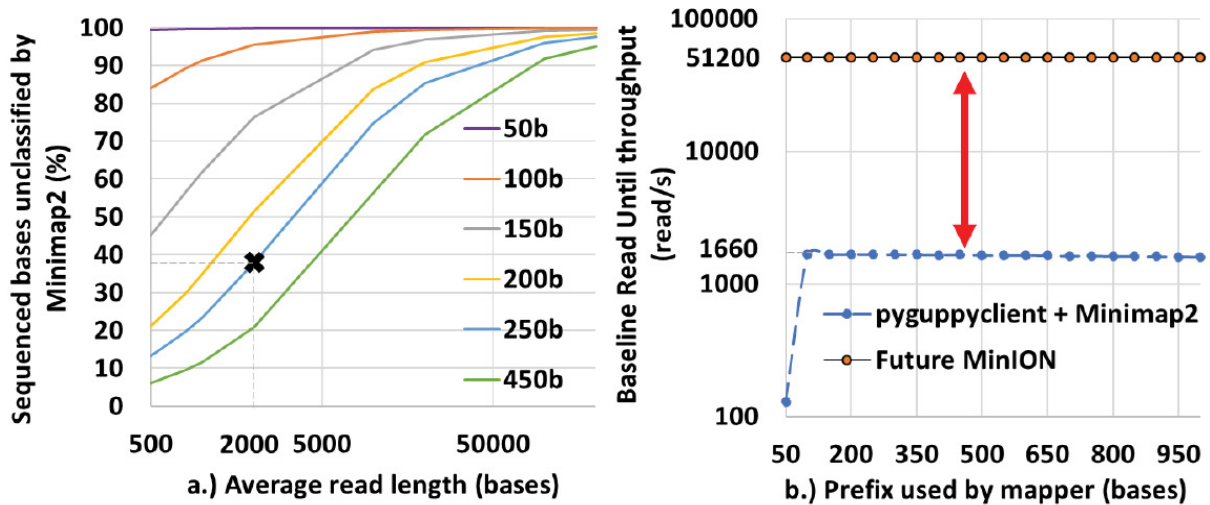 Sequenced bases unclassified by
Minimap2 (%)
100
90
80
70
60
50
40
30
20
10
0
50b
100b
150b
200b
250b
450b
500 2000 5000 50000
a.) Average read length (bases)
Baseline Read Until throughput
(read/s)
100000
51200
10000
1660
1000
100
pyguppyclient + Minimap2
Future MinION
50 200 350 500 650 800 950
b.) Prefix used by mapper (bases)